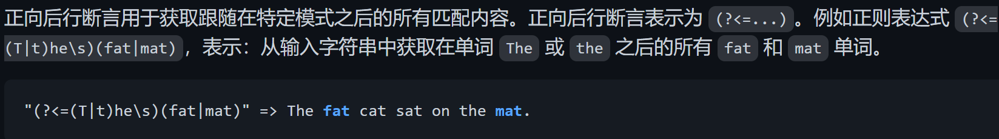 正向后行断言用于获取跟随在特定模式之后的所有匹配内容。正向后行断言表示为 (?<=...) 。例如正则表达式 (?<=
(T|t)he\s)(fat|mat) ，表示：从输入字符串中获取在单词 The 或 the 之后的所有 fat 和 mat 单词。
"(?<=(T|t)he\s)(fat|mat)" => The fat cat sat on the mat.